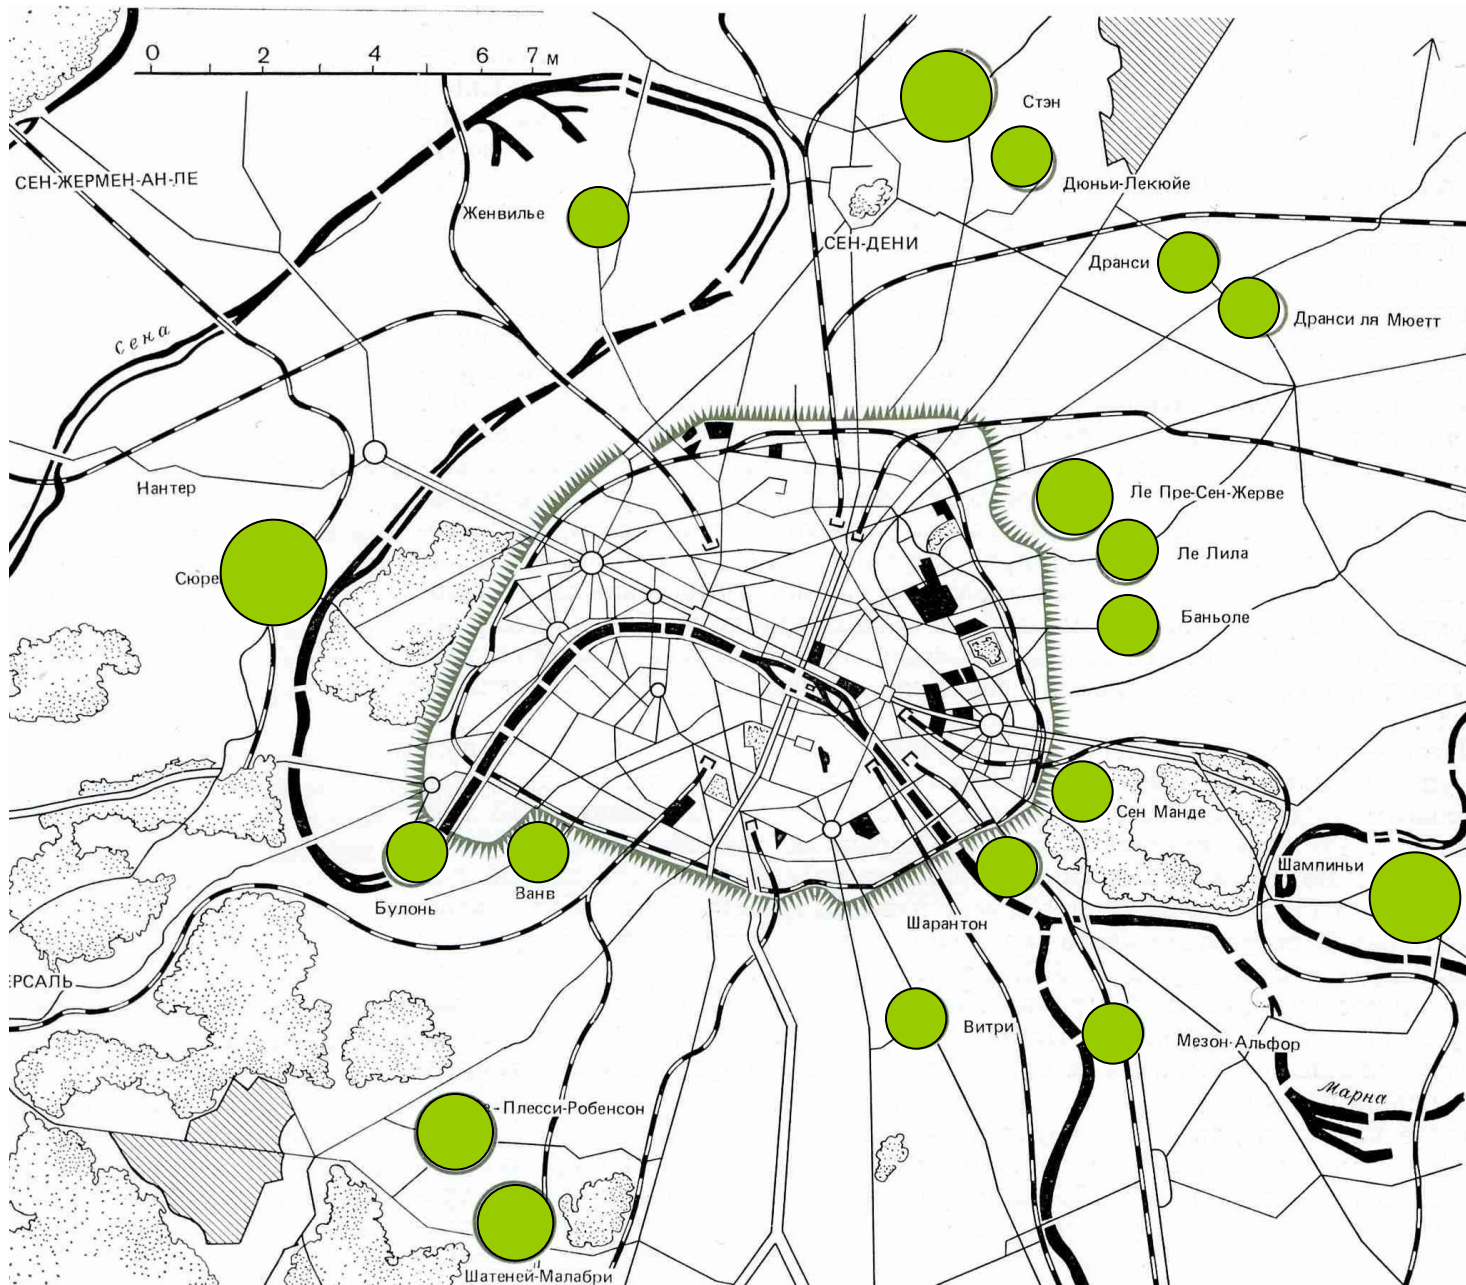 0 2 4 6 7 м
Стэн
СЕН-ЖЕРМЕН-АН-ЛЕ
Дюньи-Лекюйе
Женвилье
СЕН-ДЕНИ
Дранси
Дранси ля Мюетт
Сена
Нантер
Ле Пре-Сен-Жерве
Ле Лила
Сюре
Баньоле
Сен Манде
Шампиньи
Ванв
Булонь
Шарантон
ЕРСАЛЬ
Витри
Мезон-Альфор
Марна
-Плесси-Робенсон
Шатеней-Малабри